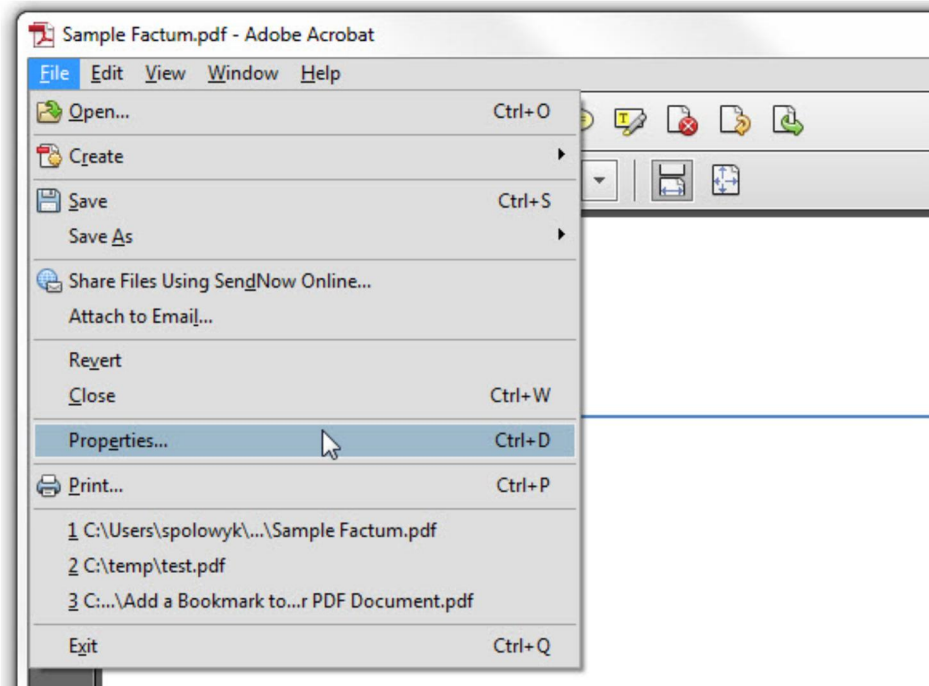 Sample Factum.pdf - Adobe Acrobat
File Edit View Window Help
Open... Ctrl+O
Create
Save Ctrl+S
Save As
Share Files Using SendNow Online...
Attach to Email...
Revert
Close Ctrl+W
Properties... Ctrl+D
Print... Ctrl+P
1 C:\Users\spolowyk\...\Sample Factum.pdf
2 C:\temp\test.pdf
3 C:...\Add a Bookmark to...r PDF Document.pdf
Exit Ctrl+Q